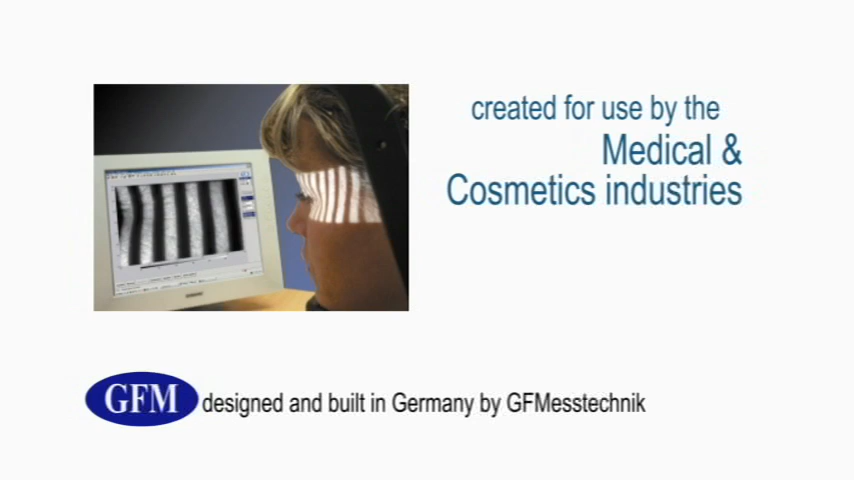 created for use by the
Medical &
Cosmetics industries
GFM
designed and built in Germany by GFMesstechnik